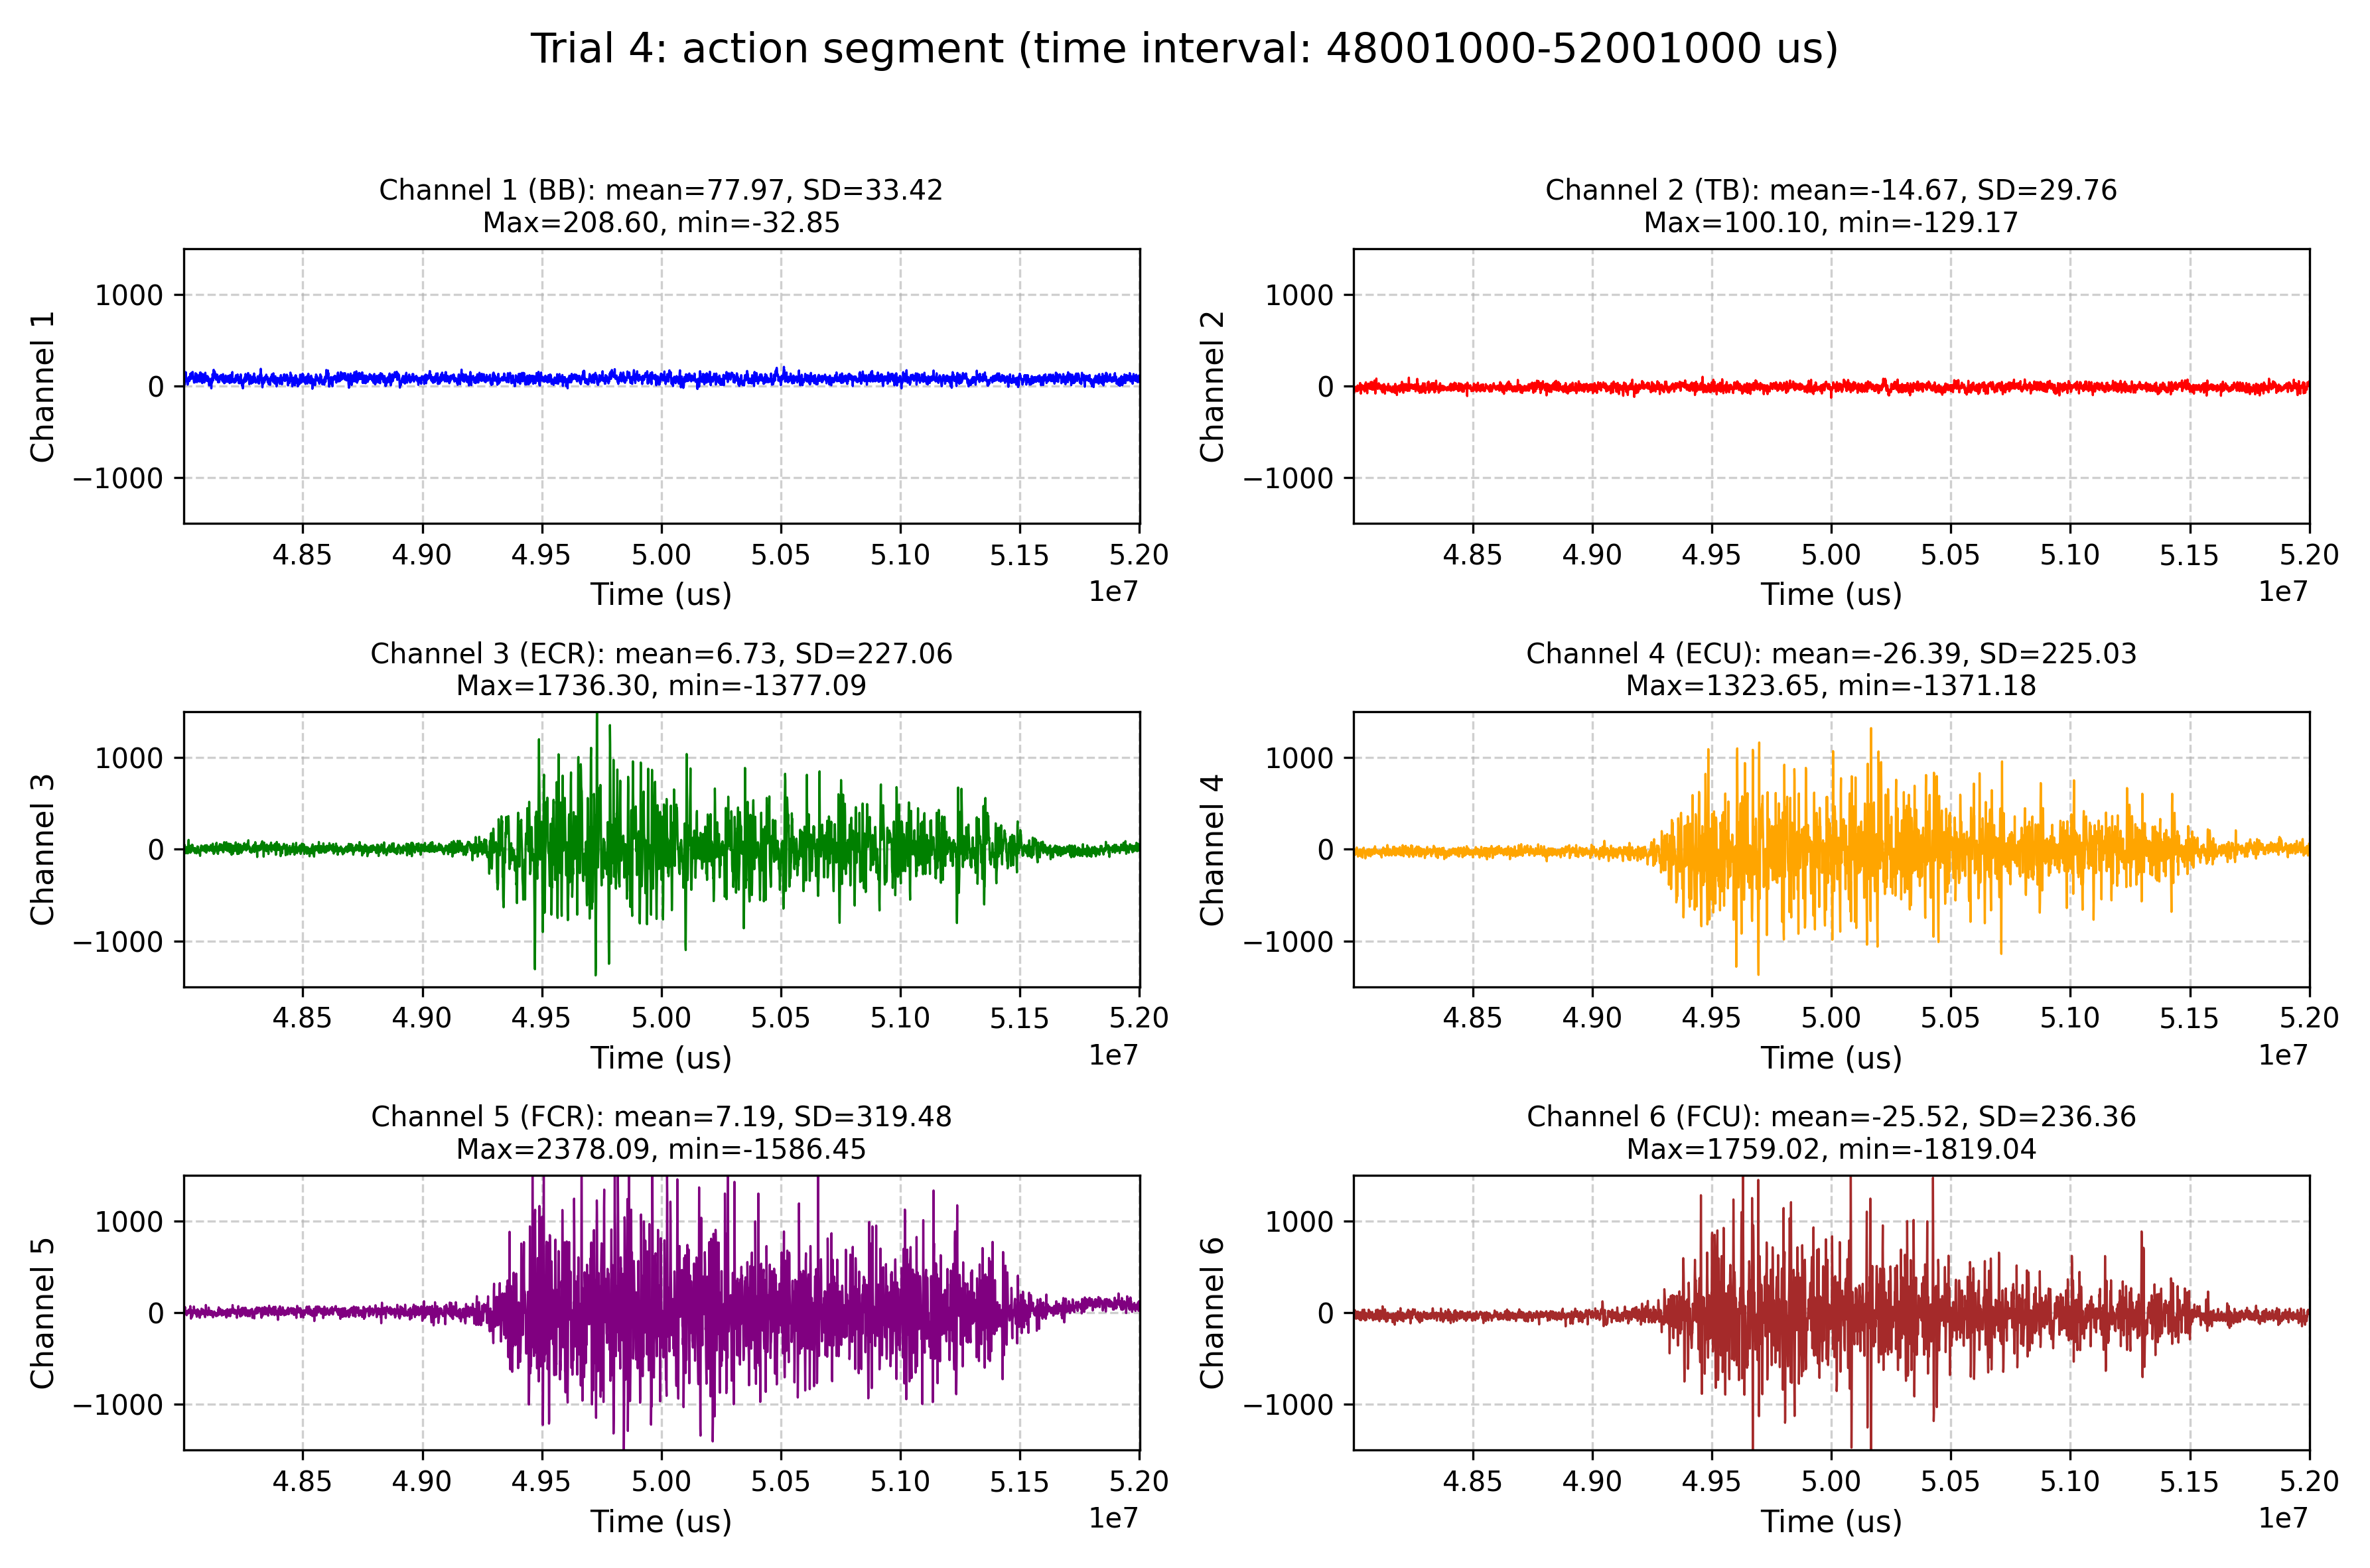 Trial 4: action segment (time interval: 48001000-52001000 us)
Channel 1 (BB): mean=77.97, SD=33.42
Max=208.60, min=-32.85
Channel 1
1000
0
−1000
4.85 4.90 4.95 5.00 5.05 5.10 5.15 5.20
1e7
Time (us)
Channel 2 (TB): mean=-14.67, SD=29.76
Max=100.10, min=-129.17
Channel 2
1000
0
−1000
4.85 4.90 4.95 5.00 5.05 5.10 5.15 5.20
1e7
Time (us)
Channel 3 (ECR): mean=6.73, SD=227.06
Max=1736.30, min=-1377.09
Channel 3
1000
0
−1000
4.85 4.90 4.95 5.00 5.05 5.10 5.15 5.20
1e7
Time (us)
Channel 4 (ECU): mean=-26.39, SD=225.03
Max=1323.65, min=-1371.18
Channel 4
1000
0
−1000
4.85 4.90 4.95 5.00 5.05 5.10 5.15 5.20
1e7
Time (us)
Channel 5 (FCR): mean=7.19, SD=319.48
Max=2378.09, min=-1586.45
Channel 5
1000
0
−1000
4.85 4.90 4.95 5.00 5.05 5.10 5.15 5.20
1e7
Time (us)
Channel 6 (FCU): mean=-25.52, SD=236.36
Max=1759.02, min=-1819.04
Channel 6
1000
0
−1000
4.85 4.90 4.95 5.00 5.05 5.10 5.15 5.20
1e7
Time (us)